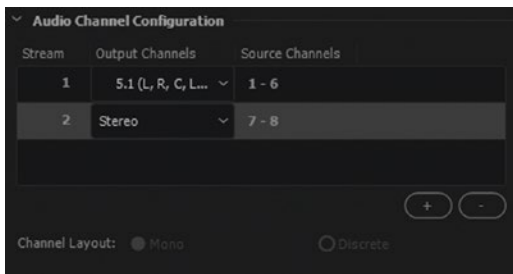 Audio Channel Configuration
Stream Output Channels Source Channels
1 5.1 (L, R, C, L... 1 - 6
2 Stereo 7 - 8
+ -
Channel Layout: Mono Discrete